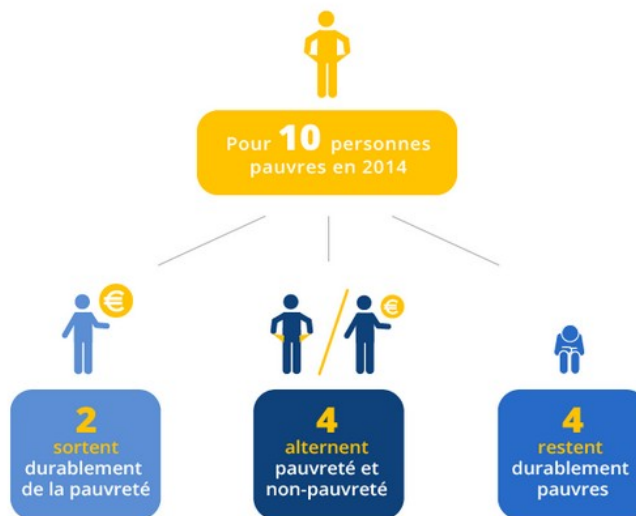 Pour 10 personnes
pauvres en 2014
€
€
2
sortent
durablement
de la pauvreté
4
alternent
pauvreté et
non-pauvreté
4
restent
durablement
pauvres